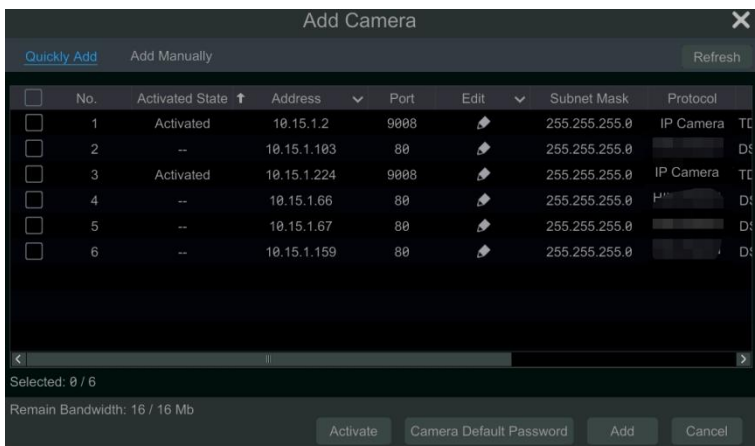 Add Camera
Quickly Add Add Manually Refresh
No. Activated State Address Port Edit Subnet Mask Protocol
1 Activated 10.15.1.2 9008 255.255.255.0 IP Camera
2 -- 10.15.1.103 80 255.255.255.0
3 Activated 10.15.1.224 9008 255.255.255.0 IP Camera
4 -- 10.15.1.66 80 255.255.255.0
5 -- 10.15.1.67 80 255.255.255.0
6 -- 10.15.1.159 80 255.255.255.0
Selected: 0 / 6
Remain Bandwidth: 16 / 16 Mb
Activate Camera Default Password Add Cancel